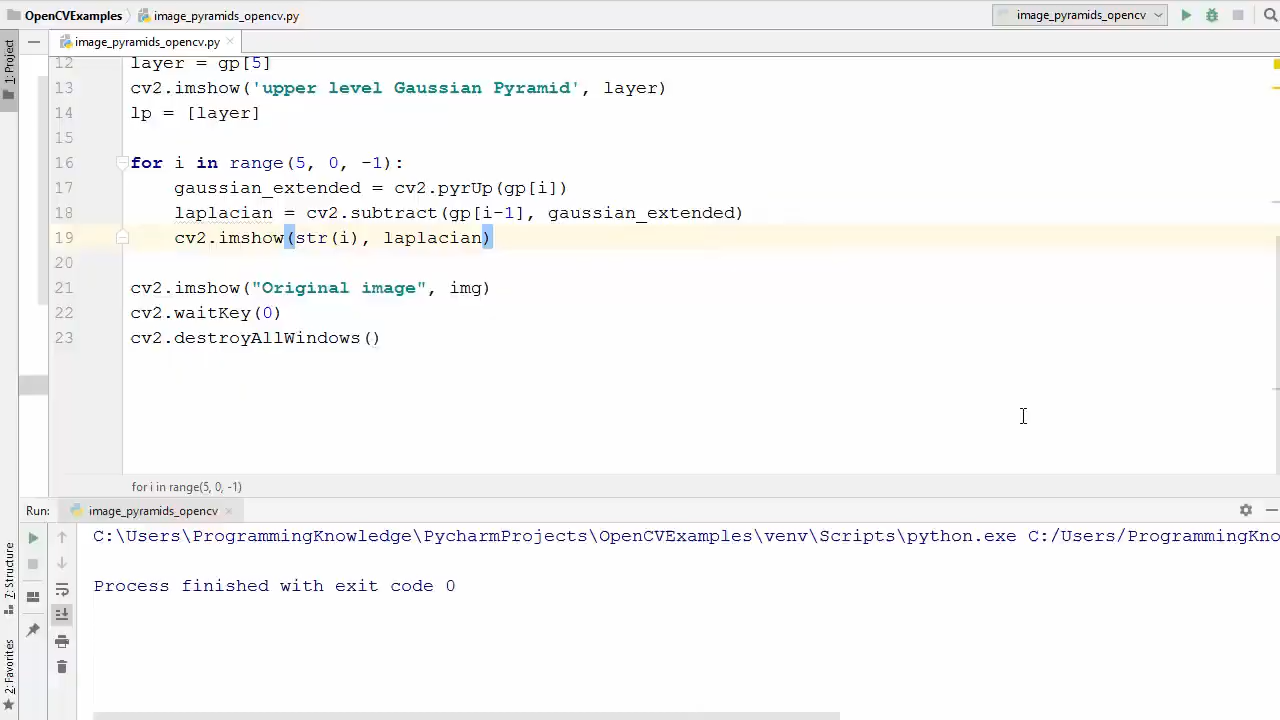 OpenCVExamples image_pyramids_opencv.py image_pyramids_opencv
1: Project
image_pyramids_opencv.py
12 layer = gp[5]
13 cv2.imshow('upper level Gaussian Pyramid', layer)
14 lp = [layer]
15
16 for i in range(5, 0, -1):
17 gaussian_extended = cv2.pyrUp(gp[i])
18 laplacian = cv2.subtract(gp[i-1], gaussian_extended)
19 cv2.imshow(str(i), laplacian)
20
21 cv2.imshow("Original image", img)
22 cv2.waitKey(0)
23 cv2.destroyAllWindows()
for i in range(5, 0, -1)
Run: image_pyramids_opencv
C:\Users\ProgrammingKnowledge\PycharmProjects\OpenCVExamples\venv\Scripts\python.exe C:/Users/ProgrammingKno
Process finished with exit code 0
Z: Structure
2: Favorites